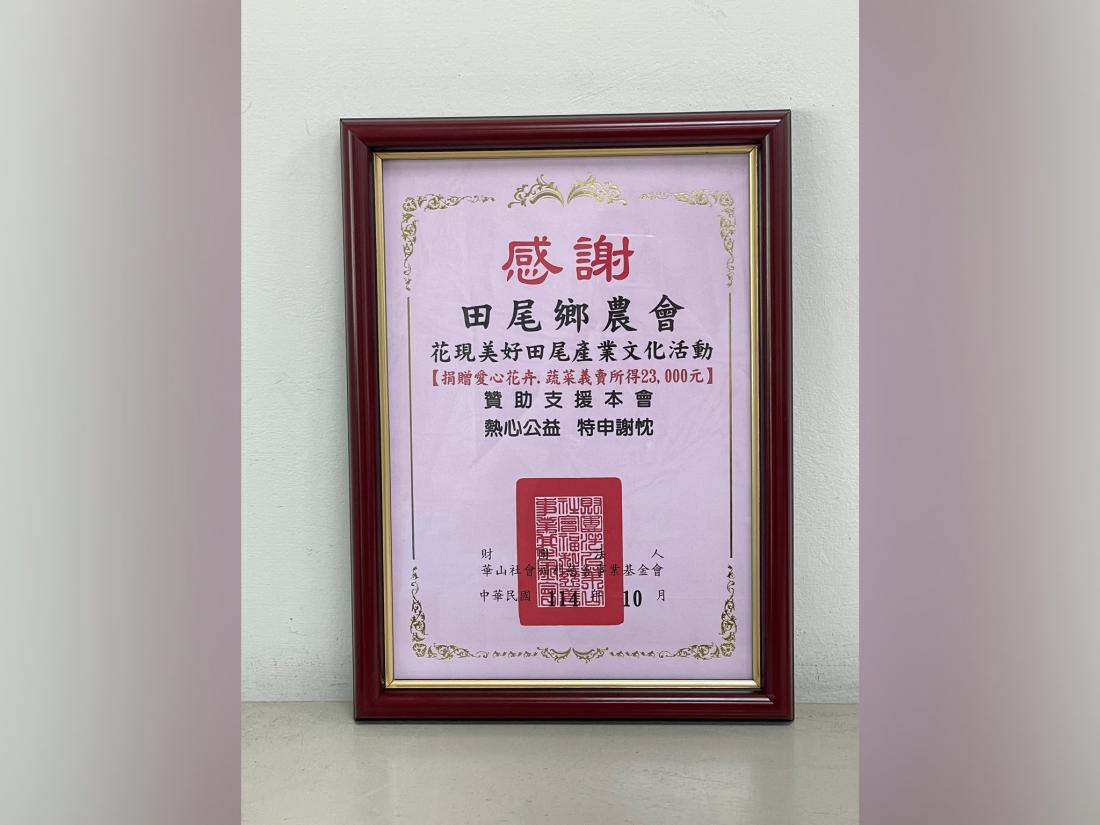 感謝
田尾鄉農會
花現美好田尾產業文化活動
【捐贈愛心花卉.蔬菜義賣所得23,000元】
贊助支援本會
熱心公益 特申謝忱
財團法人
華山社會福利慈善事業基金會
中華民國 114 年 10 月